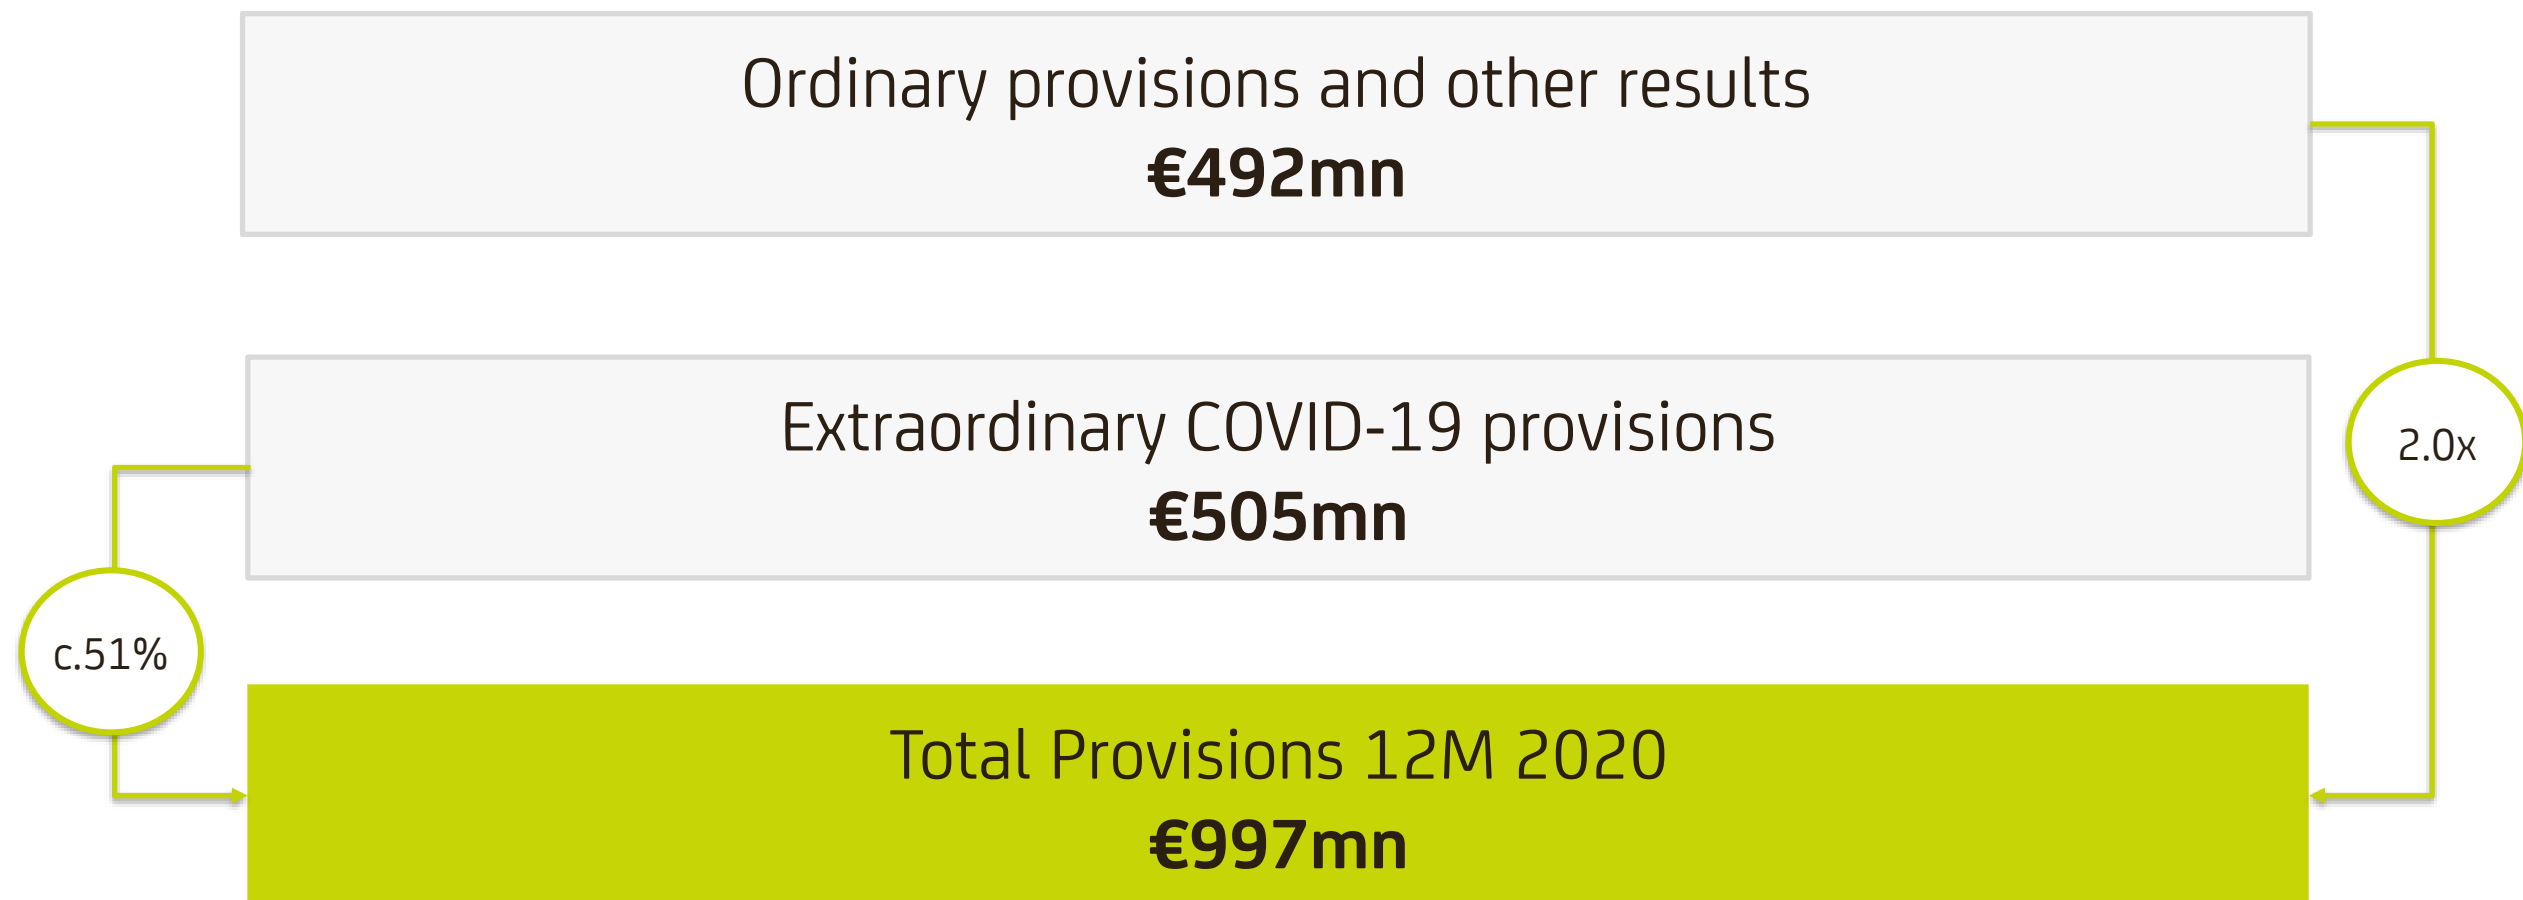 Ordinary provisions and other results
€492mn
Extraordinary COVID-19 provisions
€505mn
2.0x
c.51%
Total Provisions 12M 2020
€997mn